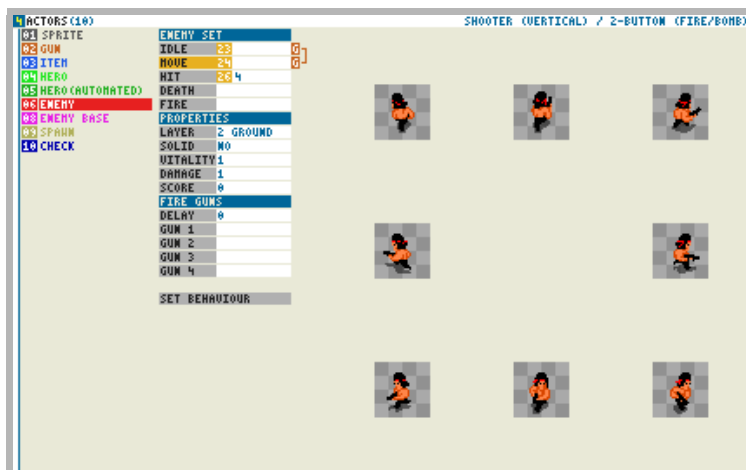 4 ACTORS(10) SHOOTER (VERTICAL) / 2-BUTTON (FIRE/BOMB)
01 SPRITE
02 GUN
03 ITEM
04 HERO
05 HERO(AUTOMATED)
06 ENEMY
08 ENEMY BASE
09 SPAWN
10 CHECK
ENEMY SET
IDLE 23 G
MOVE 24 G
HIT 26 4
DEATH
FIRE
PROPERTIES
LAYER 2 GROUND
SOLID NO
VITALITY 1
DAMAGE 1
SCORE 0
FIRE GUNS
DELAY 0
GUN 1
GUN 2
GUN 3
GUN 4
SET BEHAVIOUR